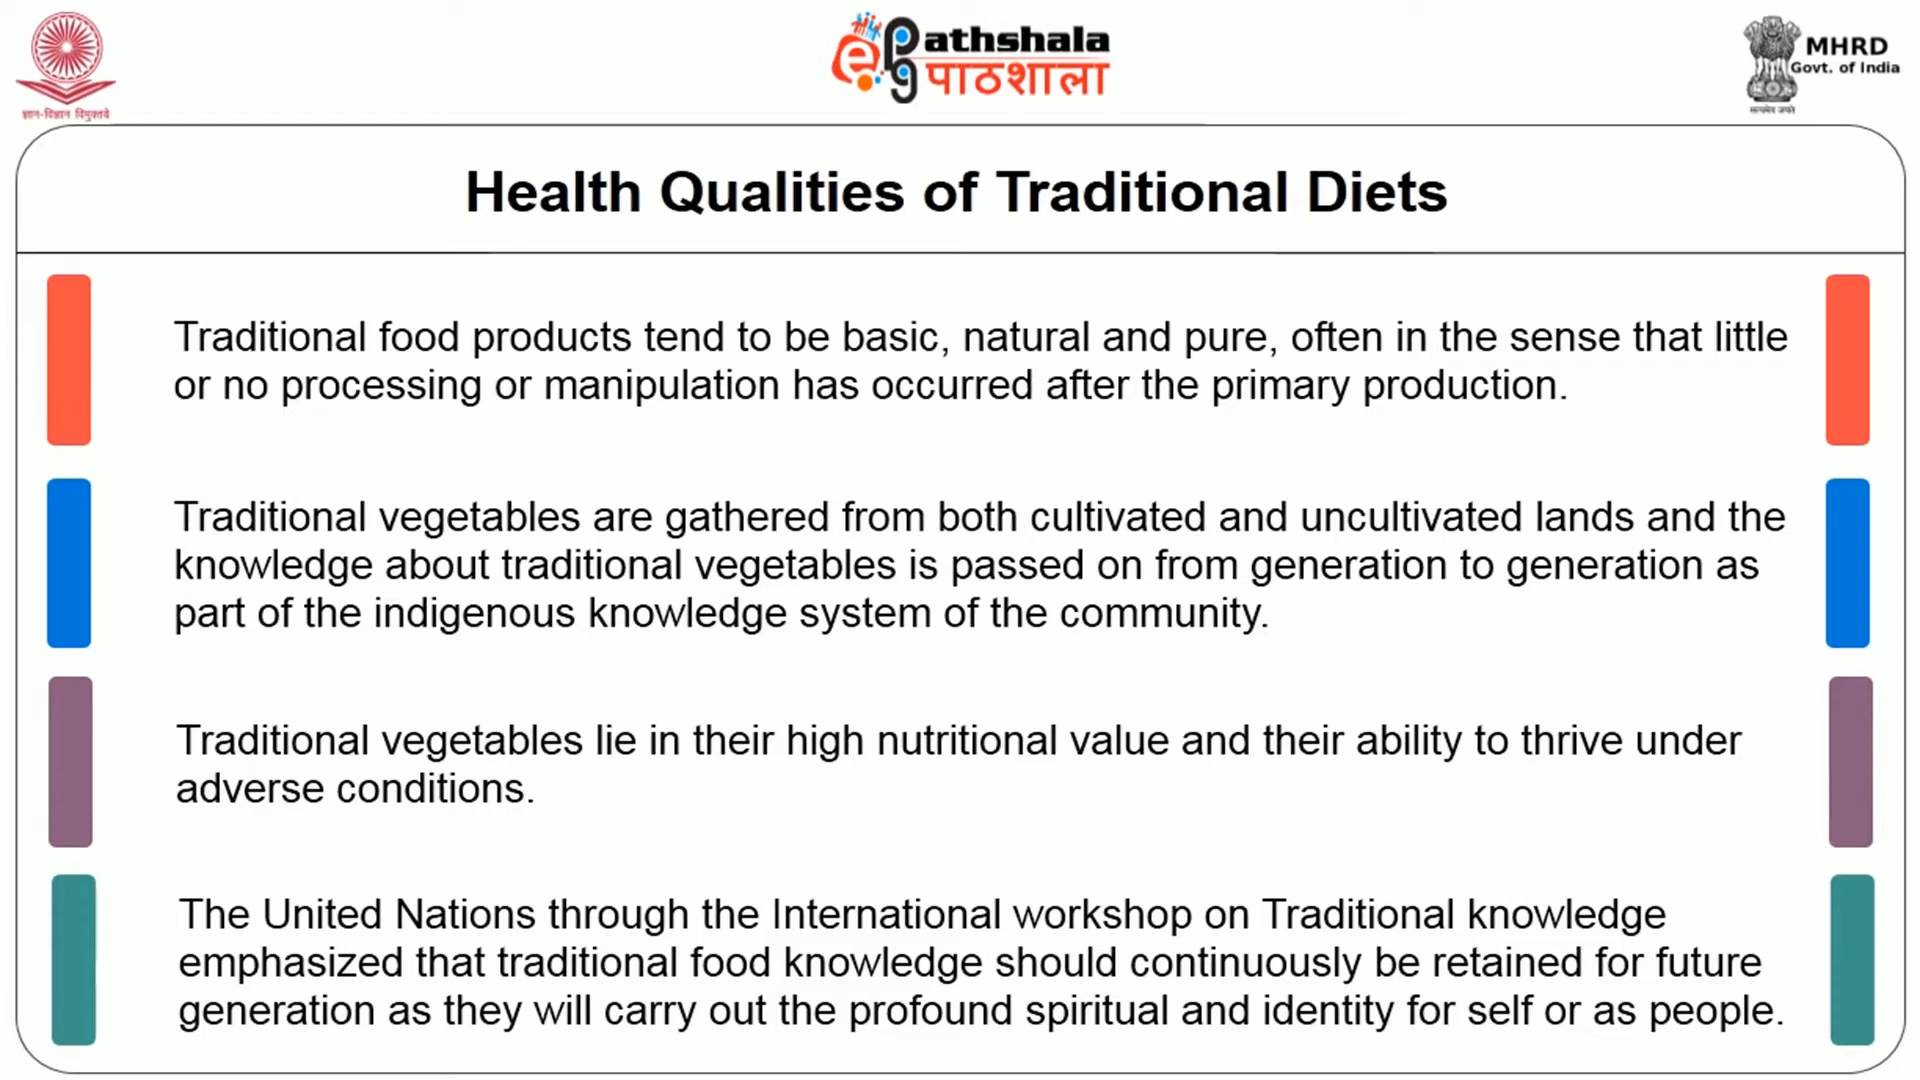 ज्ञान-विज्ञान विमुक्तये
ePG Pathshala
पाठशाला
MHRD
Govt. of India
सत्यमेव जयते
Health Qualities of Traditional Diets
Traditional food products tend to be basic, natural and pure, often in the sense that little
or no processing or manipulation has occurred after the primary production.
Traditional vegetables are gathered from both cultivated and uncultivated lands and the
knowledge about traditional vegetables is passed on from generation to generation as
part of the indigenous knowledge system of the community.
Traditional vegetables lie in their high nutritional value and their ability to thrive under
adverse conditions.
The United Nations through the International workshop on Traditional knowledge
emphasized that traditional food knowledge should continuously be retained for future
generation as they will carry out the profound spiritual and identity for self or as people.